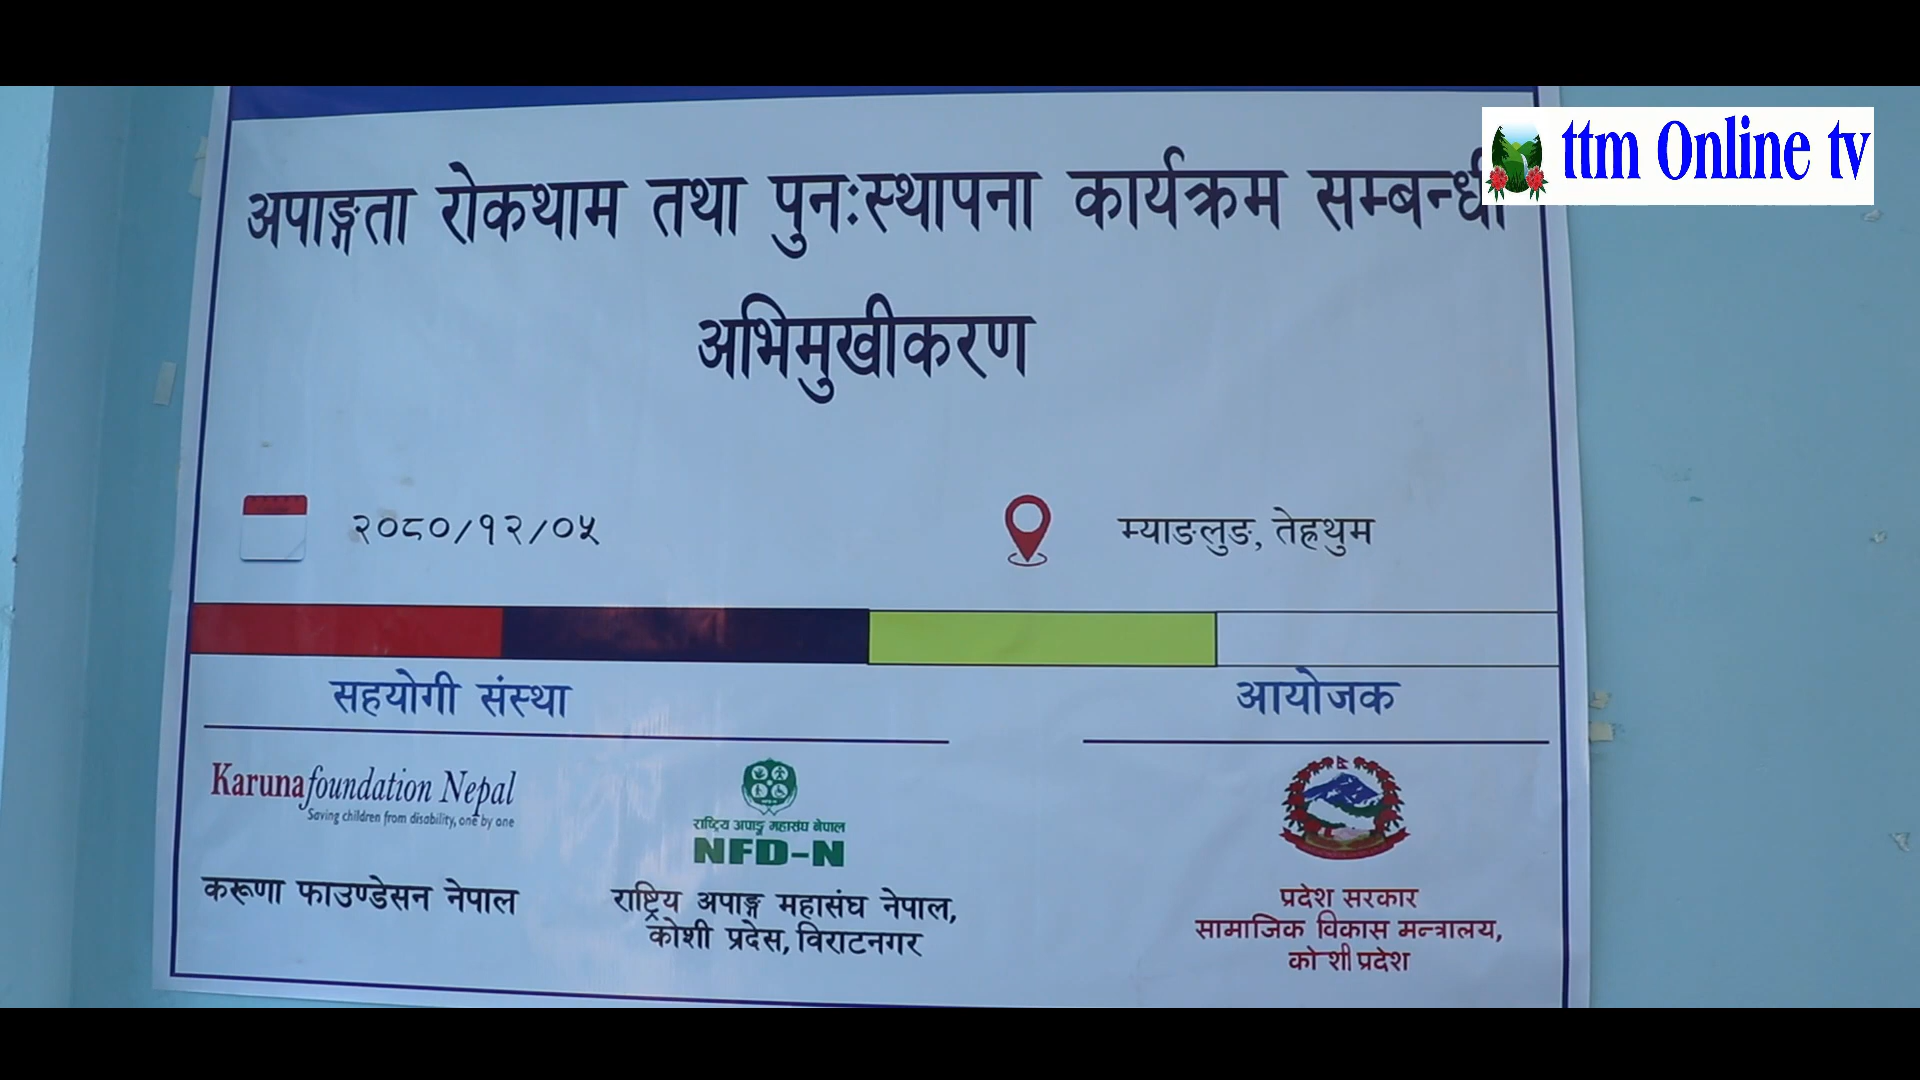 ttm Online tv
अपाङ्गता रोकथाम तथा पुनःस्थापना कार्यक्रम सम्बन्धी
अभिमुखीकरण
२०८०/१२/०५
म्याङलुङ, तेह्रथुम
सहयोगी संस्था
आयोजक
Karuna foundation Nepal
Saving children from disability, one by one
राष्ट्रिय अपाङ्ग महासंघ नेपाल
NFD-N
करूणा फाउण्डेसन नेपाल
राष्ट्रिय अपाङ्ग महासंघ नेपाल,
कोशी प्रदेस, विराटनगर
प्रदेश सरकार
सामाजिक विकास मन्त्रालय,
कोशी प्रदेश